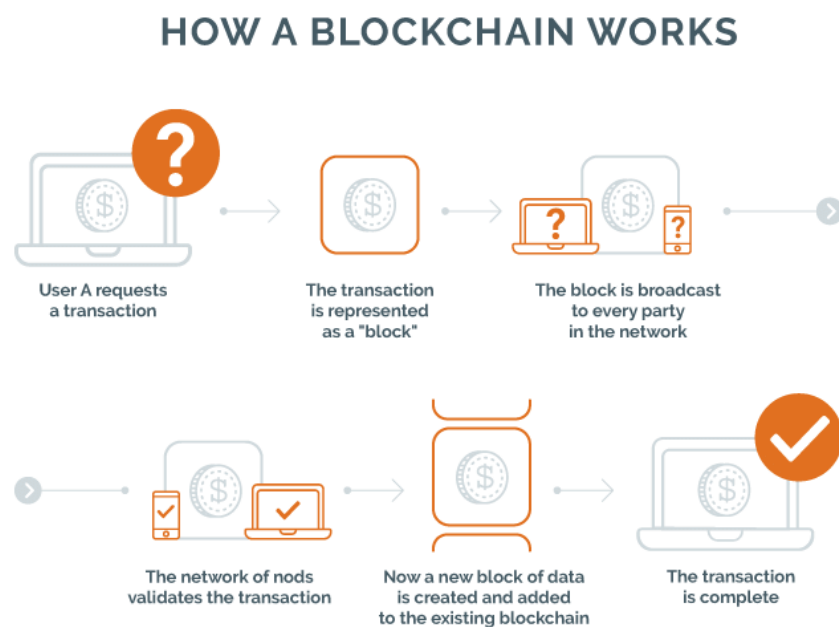 HOW A BLOCKCHAIN WORKS
User A requests
a transaction
The transaction
is represented
as a "block"
The block is broadcast
to every party
in the network
The network of nods
validates the transaction
Now a new block of data
is created and added
to the existing blockchain
The transaction
is complete